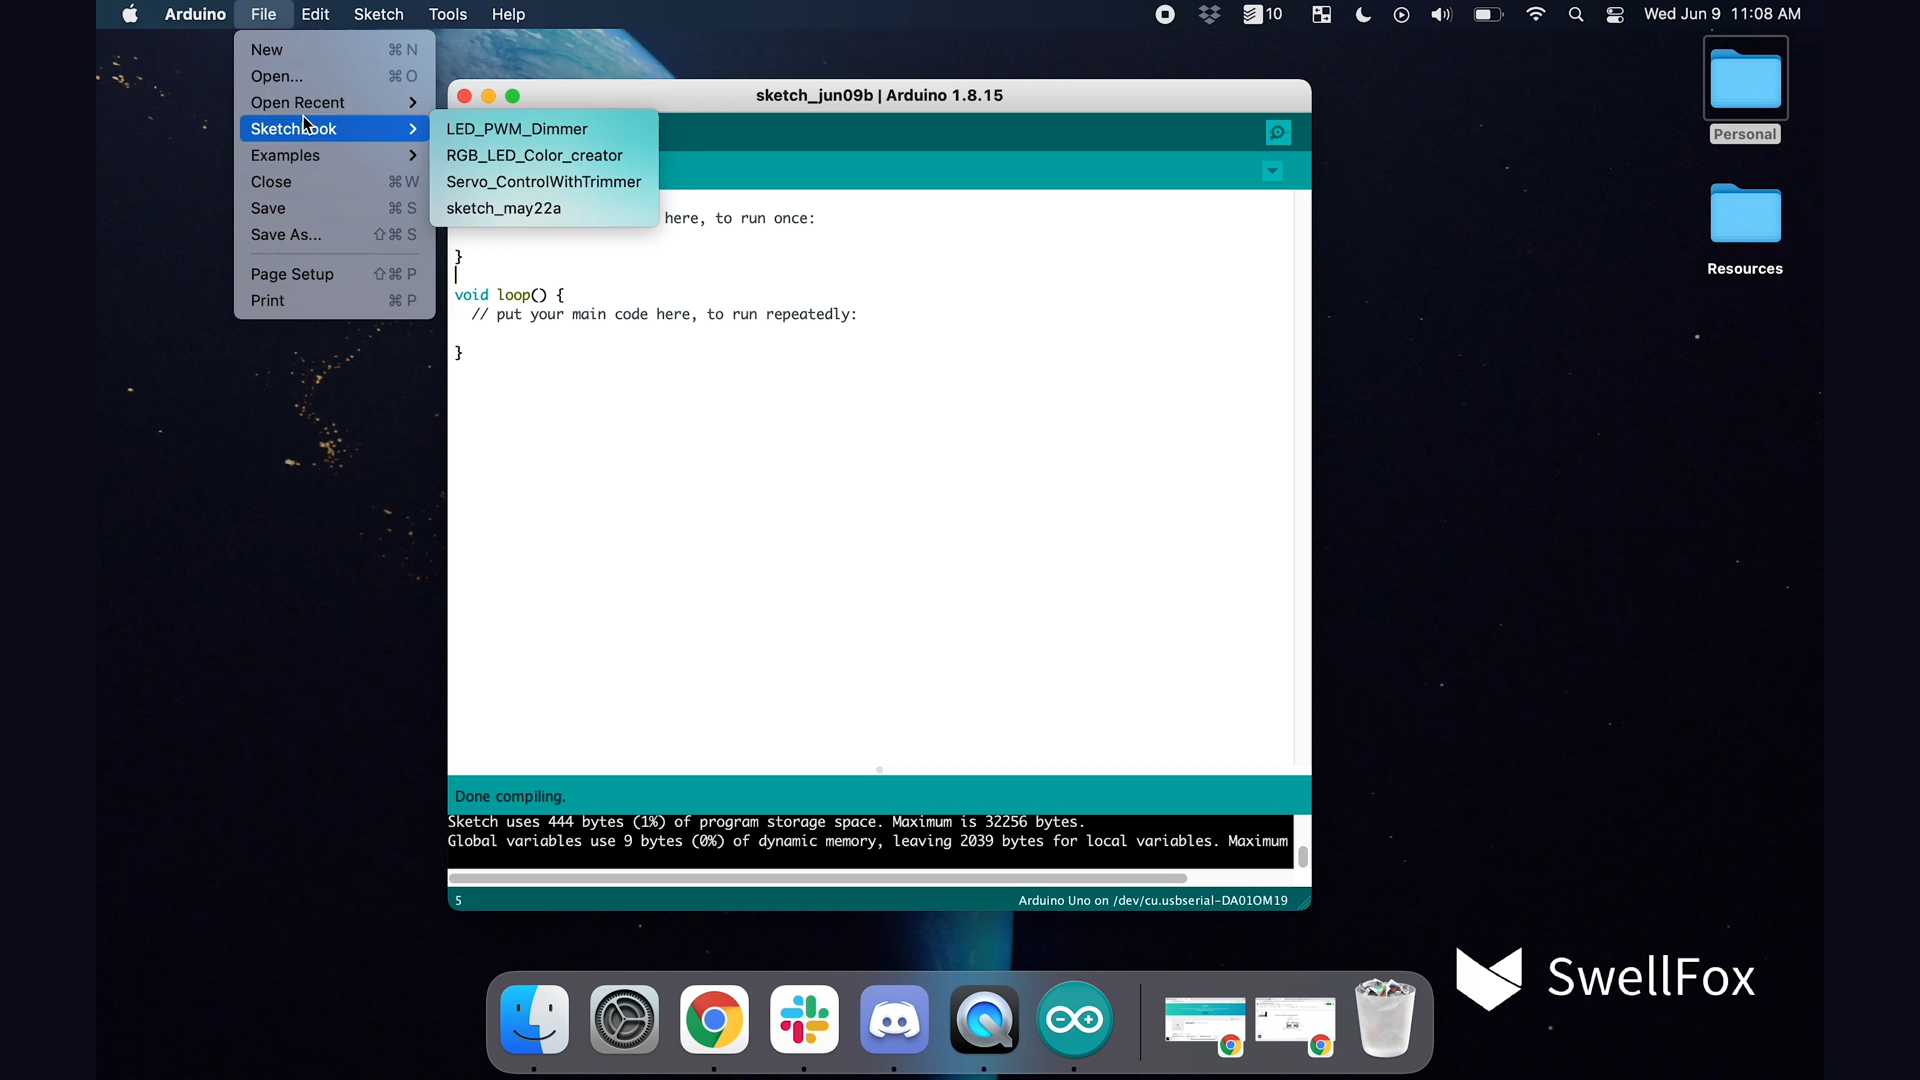 Arduino File Edit Sketch Tools Help
10
Wed Jun 9 11:08 AM
New ⌘ N
Open... ⌘ O
Open Recent
Sketchbook
Examples
Close ⌘ W
Save ⌘ S
Save As... ⇧⌘ S
Page Setup ⇧⌘ P
Print ⌘ P
LED_PWM_Dimmer
RGB_LED_Color_creator
Servo_ControlWithTrimmer
sketch_may22a
sketch_jun09b | Arduino 1.8.15
here, to run once:
}
void loop() {
// put your main code here, to run repeatedly:
}
Done compiling.
Sketch uses 444 bytes (1%) of program storage space. Maximum is 32256 bytes.
Global variables use 9 bytes (0%) of dynamic memory, leaving 2039 bytes for local variables. Maximum
5
Arduino Uno on /dev/cu.usbserial-DA01OM19
Personal
Resources
SwellFox